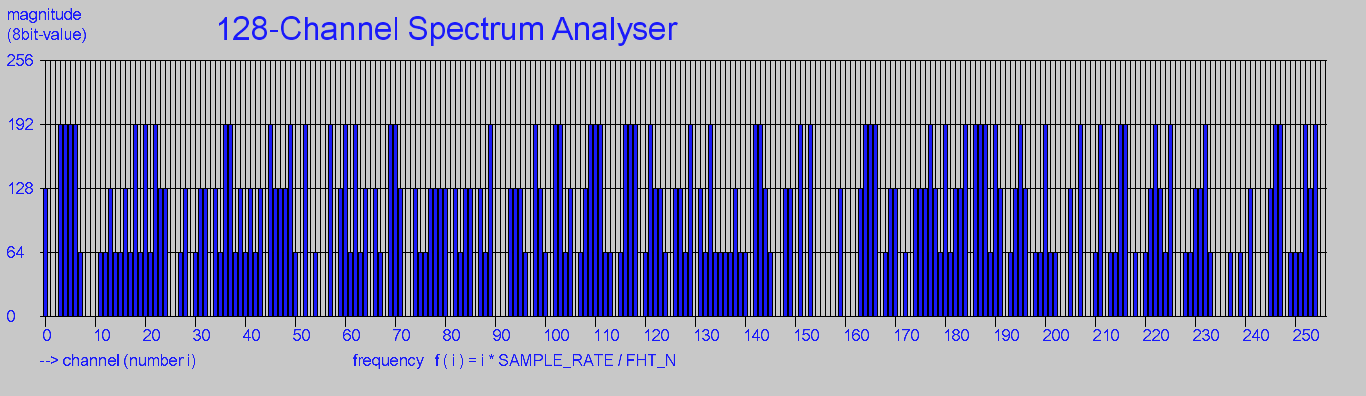 magnitude
(8bit-value)
128-Channel Spectrum Analyser
256
192
128
64
0
0 10 20 30 40 50 60 70 80 90 100 110 120 130 140 150 160 170 180 190 200 210 220 230 240 250
--> channel (number i)
frequency f ( i ) = i * SAMPLE_RATE / FHT_N